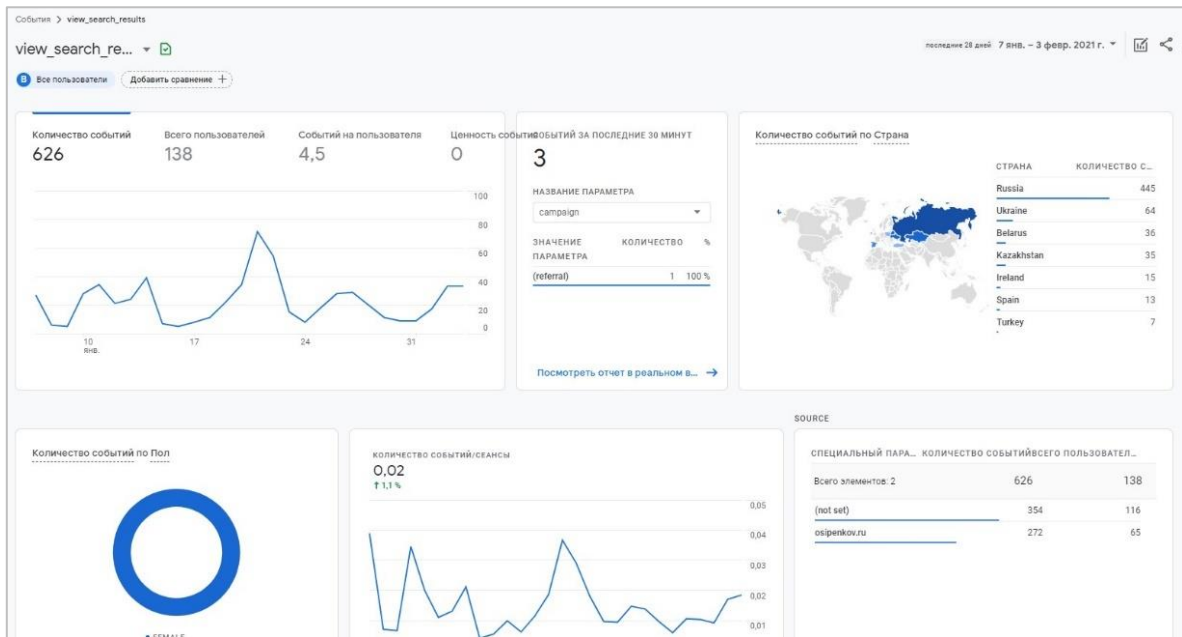 События > view_search_results
view_search_re...
последние 28 дней 7 янв. – 3 февр. 2021 г.
В Все пользователи Добавить сравнение +
Количество событий Всего пользователей Событий на пользователя Ценность события
626 138 4,5 0
100
80
60
40
20
0
10 янв. 17 24 31
СОБЫТИЙ ЗА ПОСЛЕДНИЕ 30 МИНУТ
3
НАЗВАНИЕ ПАРАМЕТРА
campaign
ЗНАЧЕНИЕ ПАРАМЕТРА КОЛИЧЕСТВО %
(referral) 1 100 %
Посмотреть отчет в реальном в... →
Количество событий по Страна
СТРАНА КОЛИЧЕСТВО С...
Russia 445
Ukraine 64
Belarus 36
Kazakhstan 35
Ireland 15
Spain 13
Turkey 7
Количество событий по Пол
FEMALE
КОЛИЧЕСТВО СОБЫТИЙ/СЕАНСЫ
0,02
↑ 1,1 %
0,05
0,04
0,03
0,02
0,01
SOURCE
СПЕЦИАЛЬНЫЙ ПАРА... КОЛИЧЕСТВО СОБЫТИЙ ВСЕГО ПОЛЬЗОВАТЕЛ...
Всего элементов: 2 626 138
(not set) 354 116
osipenkov.ru 272 65